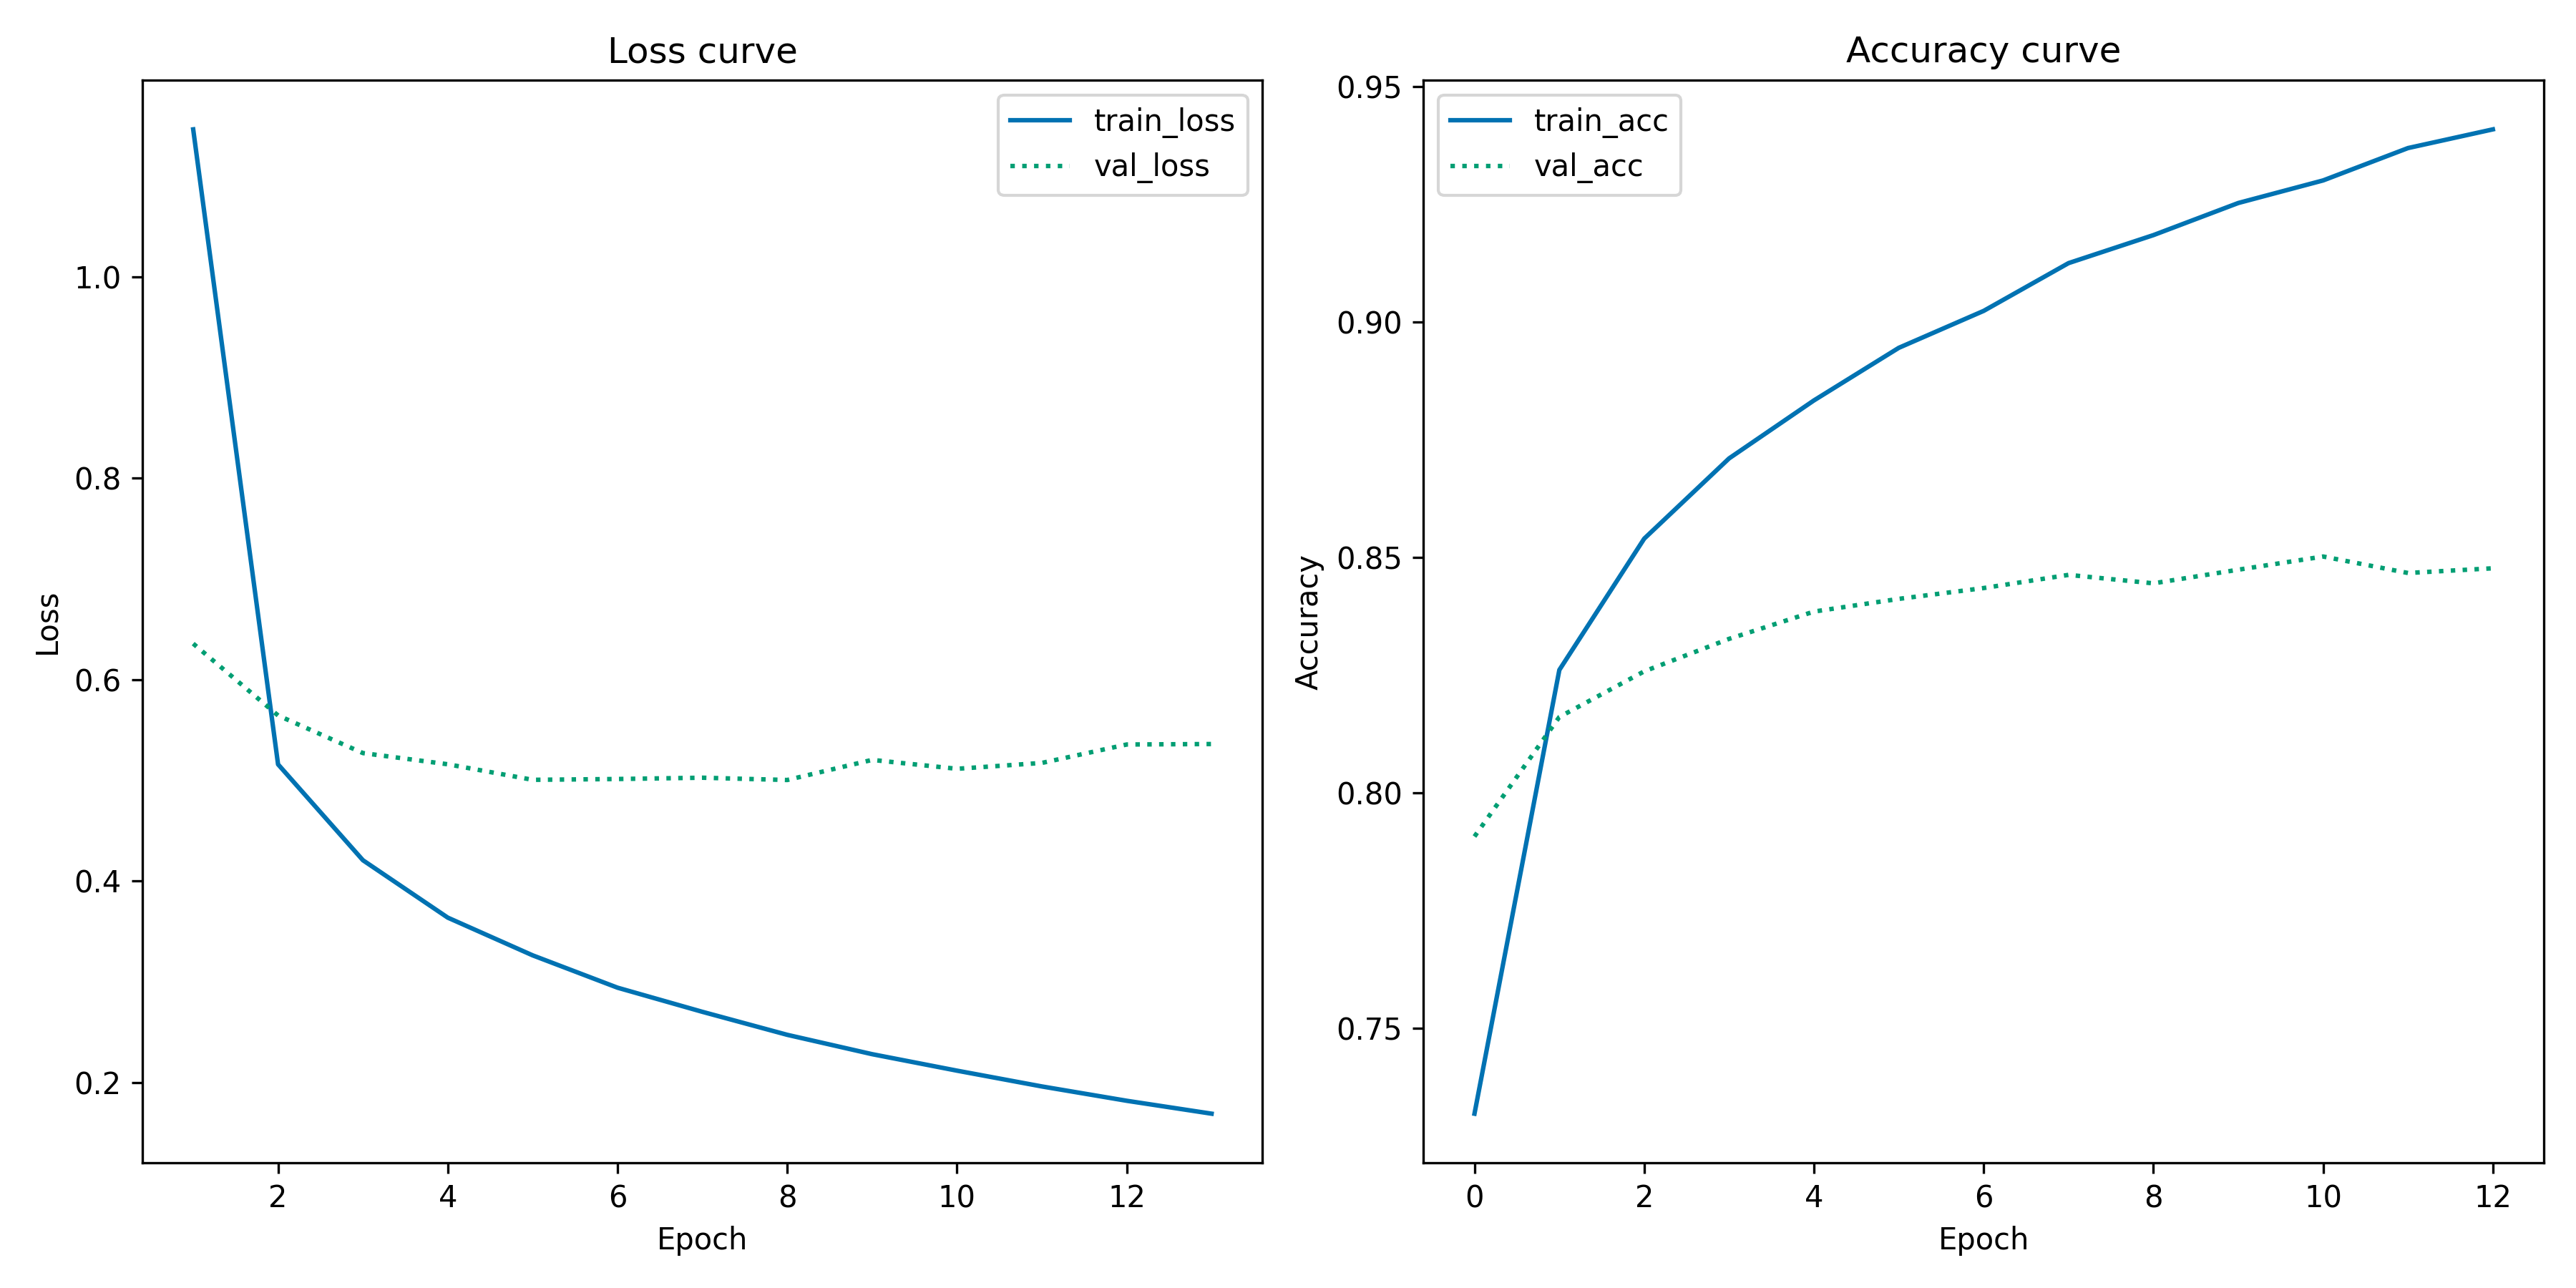 Loss curve
train_loss
val_loss
1.0
0.8
0.6
0.4
0.2
Loss
2 4 6 8 10 12
Epoch
Accuracy curve
train_acc
val_acc
0.95
0.90
0.85
0.80
0.75
Accuracy
0 2 4 6 8 10 12
Epoch